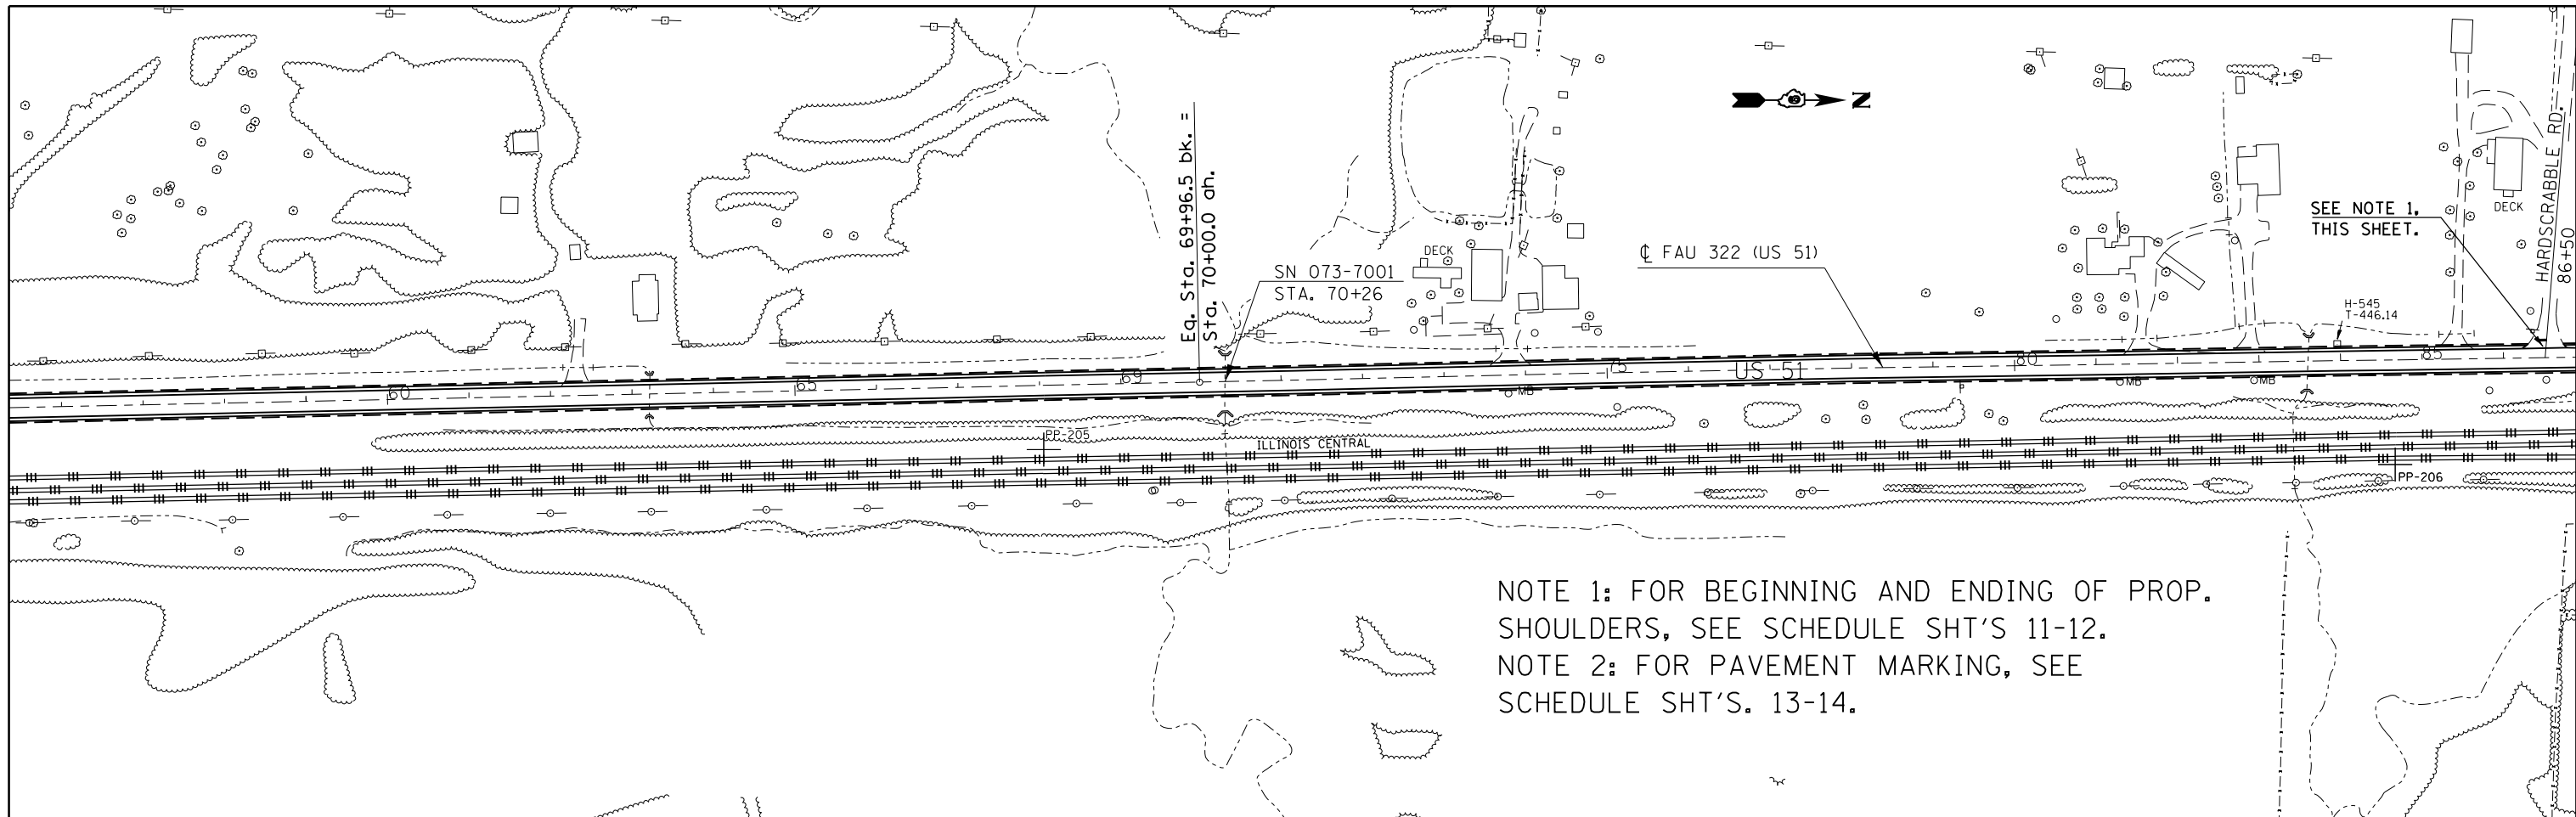 Eq. Sta. 69+96.5 bk. =
Sta. 70+00.0 ah.
N
HARDSCRABBLE RD.
86+50
SEE NOTE 1,
THIS SHEET.
DECK
DECK
SN 073-7001
STA. 70+26
℄ FAU 322 (US 51)
H-545
T-446.14
60
65
69
75
US 51
80
85
MB
P
MB
MB
PP-205
ILLINOIS CENTRAL
PP-206
NOTE 1: FOR BEGINNING AND ENDING OF PROP.
SHOULDERS, SEE SCHEDULE SHT'S 11-12.
NOTE 2: FOR PAVEMENT MARKING, SEE
SCHEDULE SHT'S. 13-14.